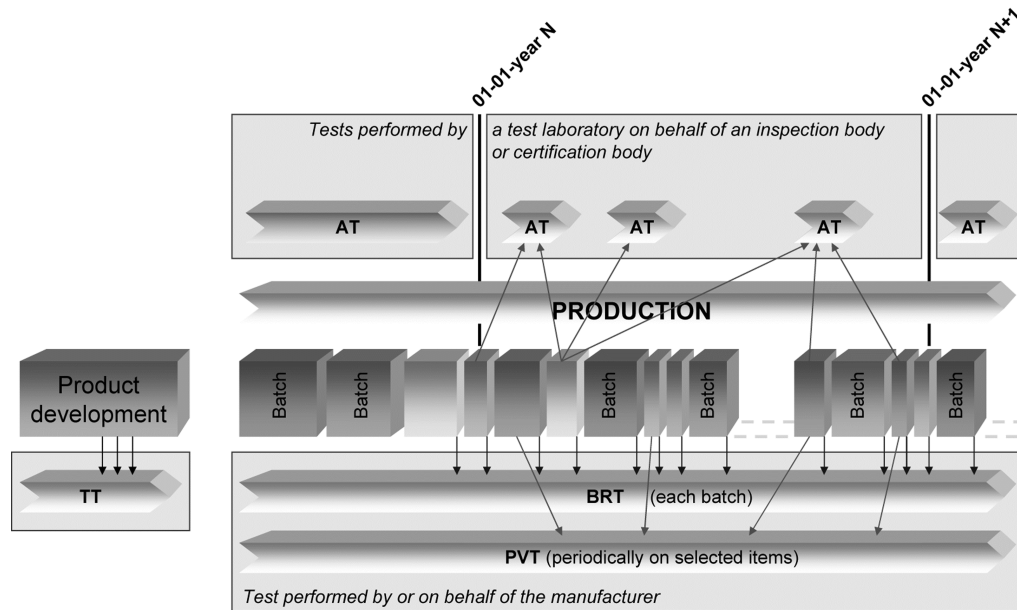 01-01-year N
01-01-year N+1
Tests performed by
a test laboratory on behalf of an inspection body
or certification body
AT
AT
AT
AT
AT
PRODUCTION
Product
development
Batch
Batch
Batch
Batch
Batch
Batch
TT
BRT (each batch)
PVT (periodically on selected items)
Test performed by or on behalf of the manufacturer